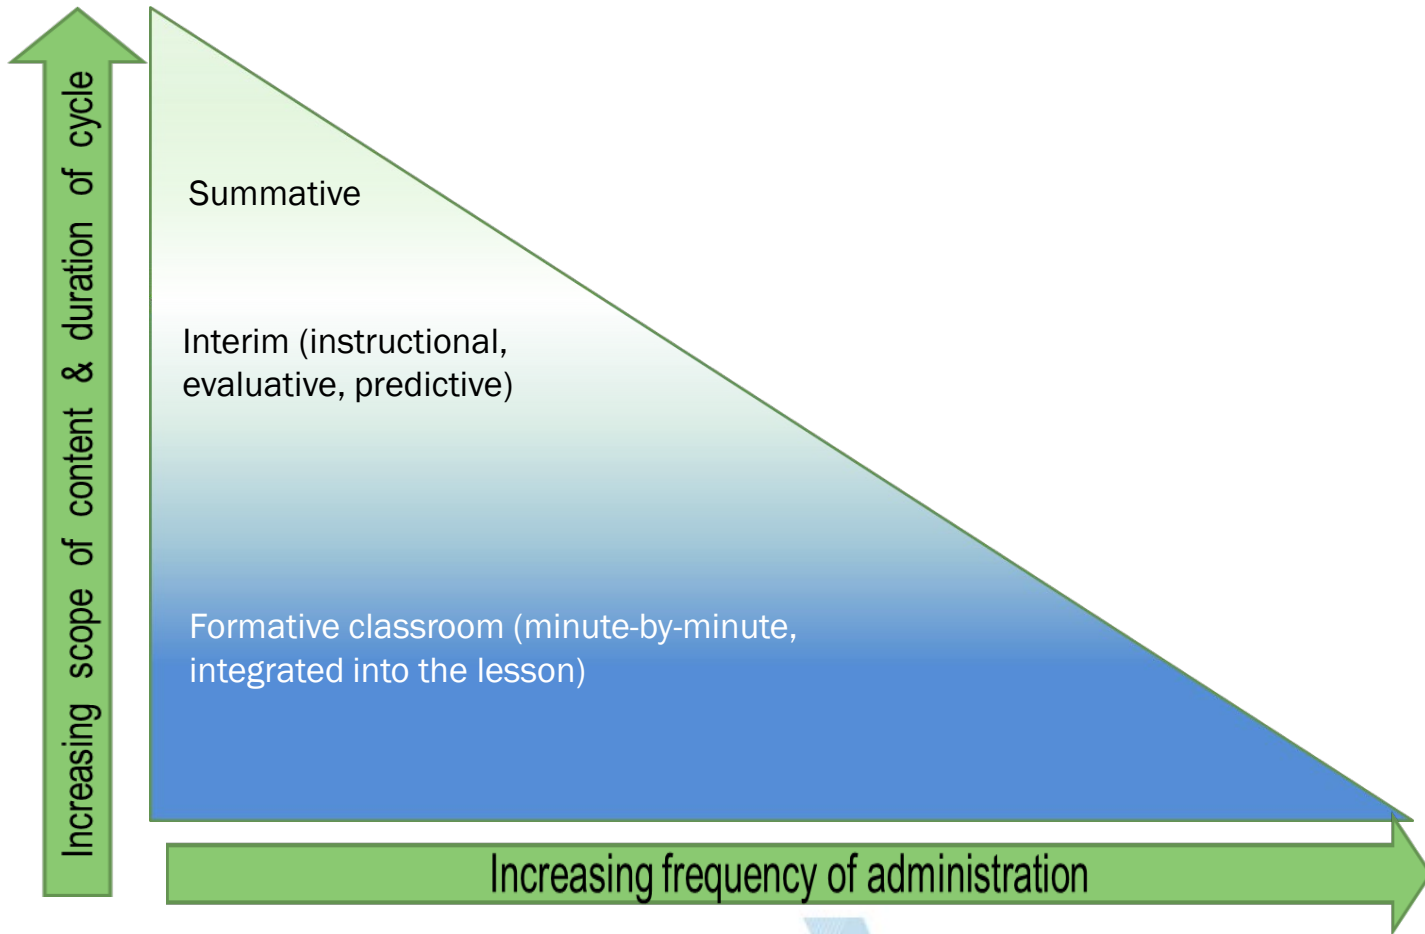 Increasing scope of content & duration of cycle
Summative
Interim (instructional,
evaluative, predictive)
Formative classroom (minute-by-minute,
integrated into the lesson)
Increasing frequency of administration